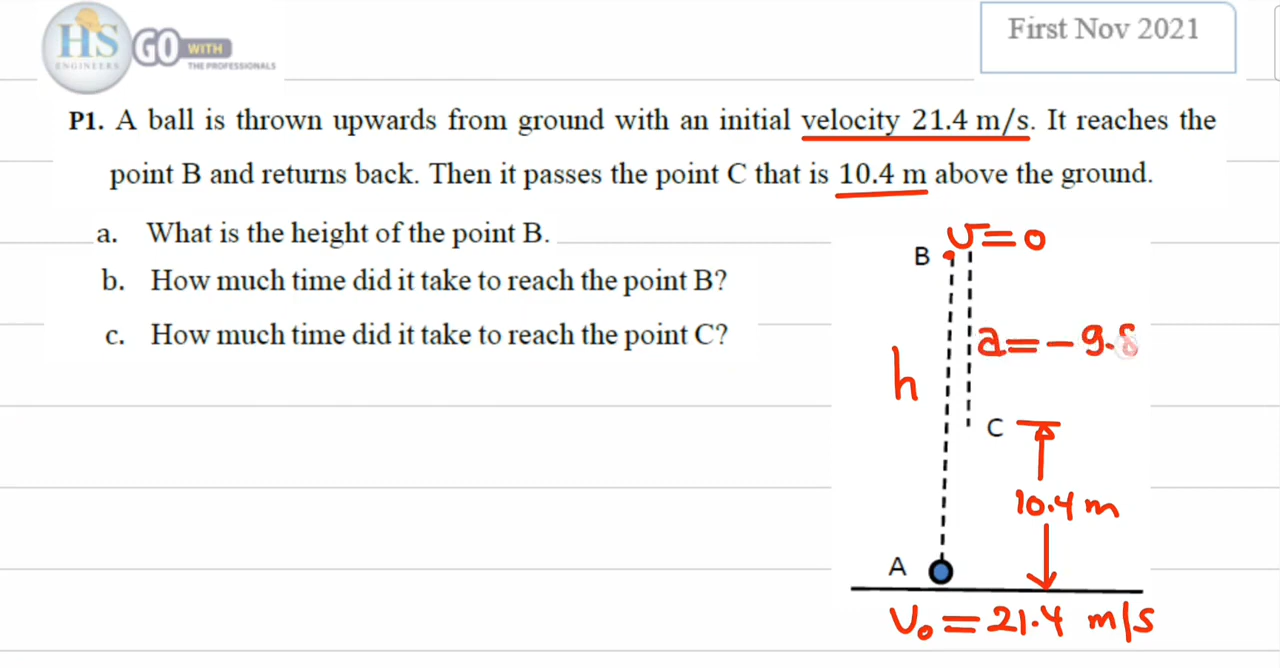 HS
ENGINEERS
GO WITH
THE PROFESSIONALS
First Nov 2021
P1. A ball is thrown upwards from ground with an initial velocity 21.4 m/s. It reaches the
point B and returns back. Then it passes the point C that is 10.4 m above the ground.
a. What is the height of the point B.
b. How much time did it take to reach the point B?
c. How much time did it take to reach the point C?
B v=0
a=-9.8
h
C
10.4 m
A
v₀=21.4 m/s